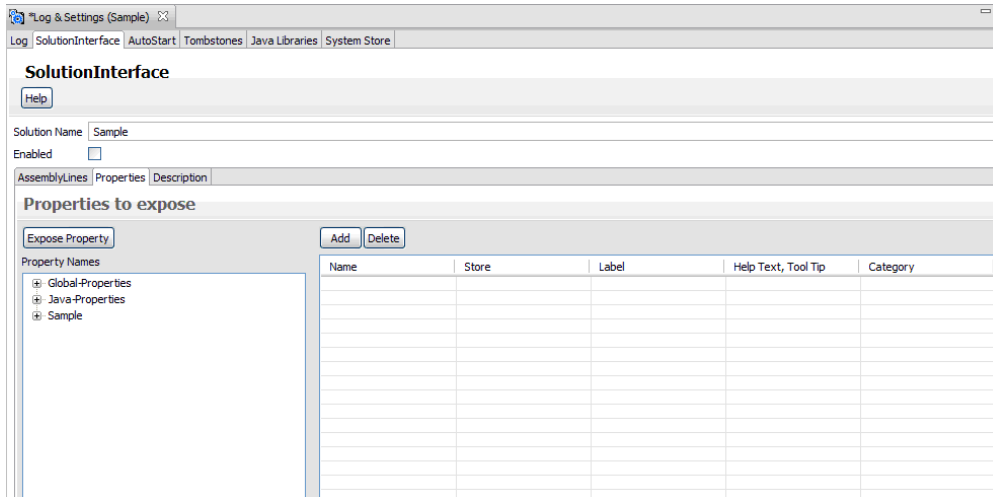 *Log & Settings (Sample)
Log SolutionInterface AutoStart Tombstones Java Libraries System Store
SolutionInterface
Help
Solution Name Sample
Enabled
AssemblyLines Properties Description
Properties to expose
Expose Property Add Delete
Property Names
Name Store Label Help Text, Tool Tip Category
Global-Properties
Java-Properties
Sample